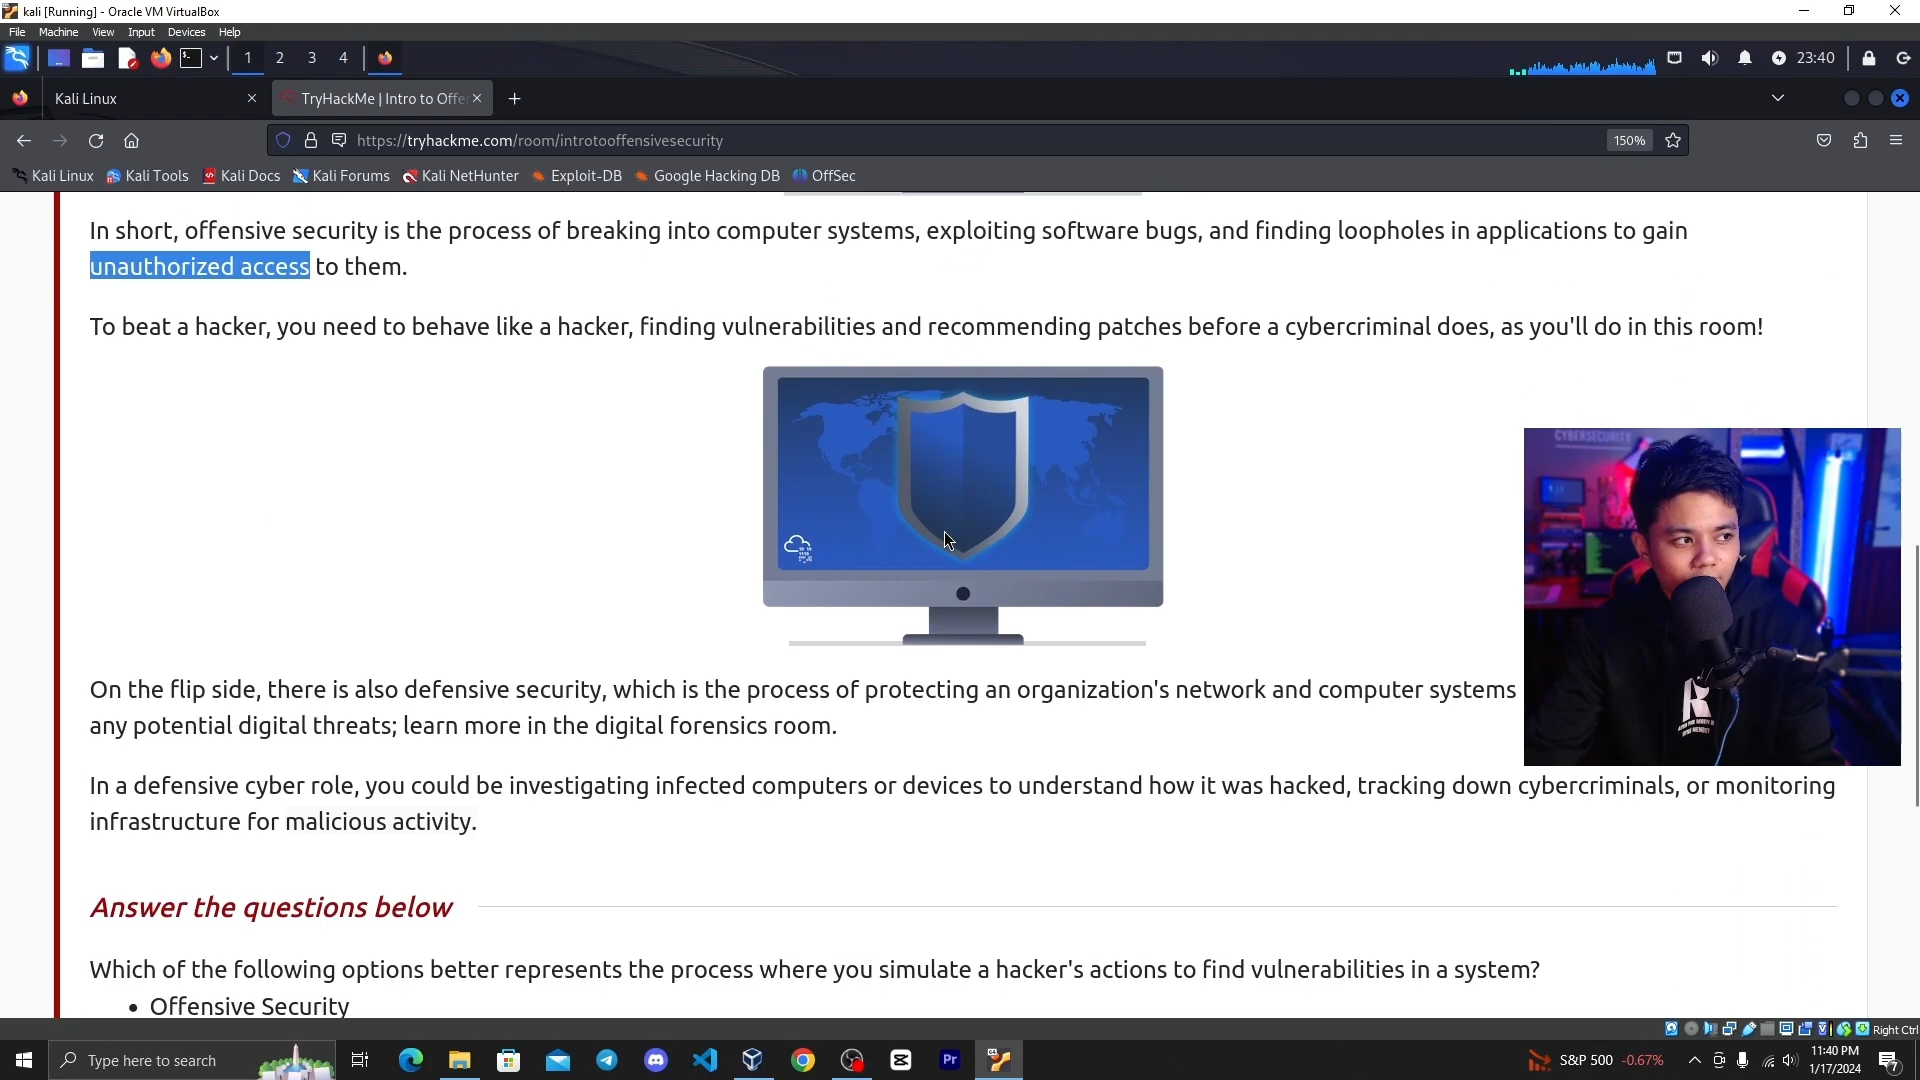 kali [Running] - Oracle VM VirtualBox
File Machine View Input Devices Help
1 2 3 4 23:40
Kali Linux TryHackMe | Intro to Offe
https://tryhackme.com/room/introtooffensivesecurity 150%
Kali Linux Kali Tools Kali Docs Kali Forums Kali NetHunter Exploit-DB Google Hacking DB OffSec
In short, offensive security is the process of breaking into computer systems, exploiting software bugs, and finding loopholes in applications to gain
unauthorized access to them.
To beat a hacker, you need to behave like a hacker, finding vulnerabilities and recommending patches before a cybercriminal does, as you'll do in this room!
CYBERSECURITY
On the flip side, there is also defensive security, which is the process of protecting an organization's network and computer systems
any potential digital threats; learn more in the digital forensics room.
In a defensive cyber role, you could be investigating infected computers or devices to understand how it was hacked, tracking down cybercriminals, or monitoring
infrastructure for malicious activity.
Answer the questions below
Which of the following options better represents the process where you simulate a hacker's actions to find vulnerabilities in a system?
• Offensive Security
Right Ctrl
Type here to search
Pr
S&P 500 -0.67%
11:40 PM
1/17/2024
7